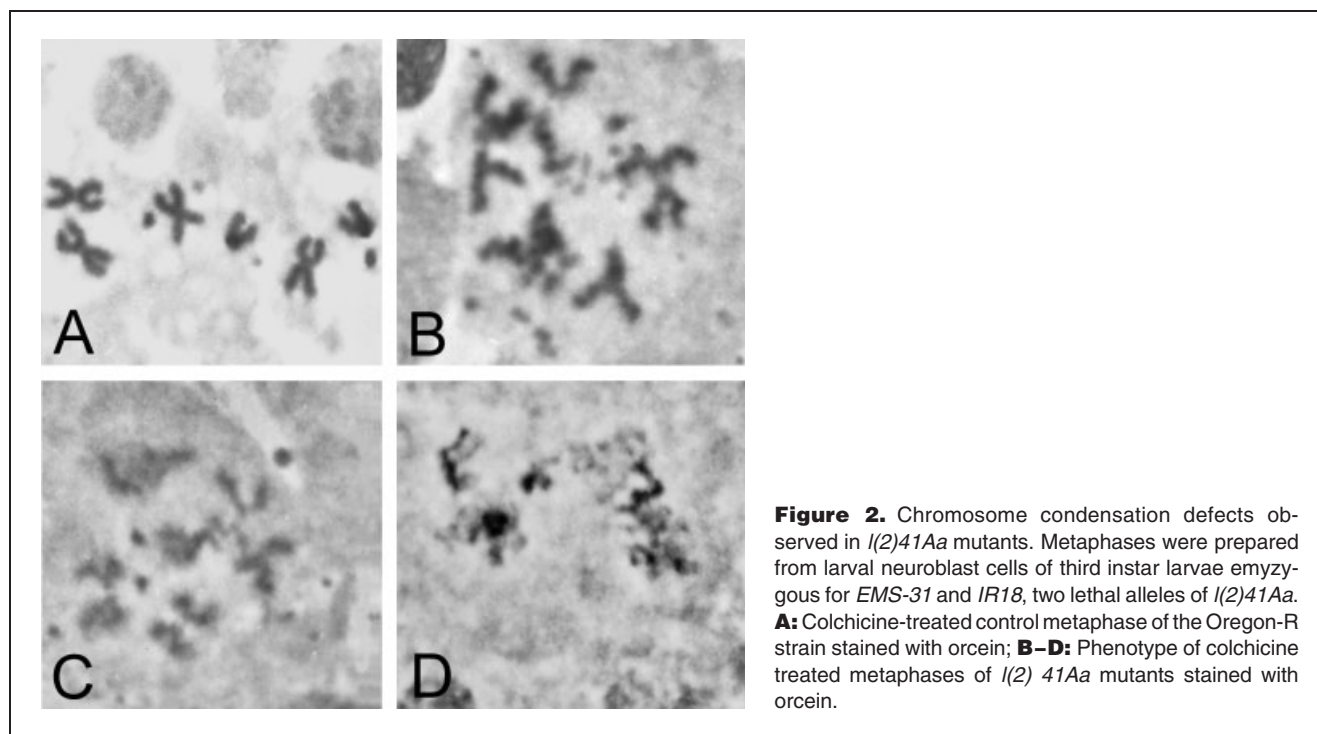 A
B
C
D
Figure 2. Chromosome condensation defects ob-
served in l(2)41Aa mutants. Metaphases were prepared
from larval neuroblast cells of third instar larvae emyzy-
gous for EMS-31 and IR18, two lethal alleles of l(2)41Aa.
A: Colchicine-treated control metaphase of the Oregon-R
strain stained with orcein; B–D: Phenotype of colchicine
treated metaphases of l(2) 41Aa mutants stained with
orcein.